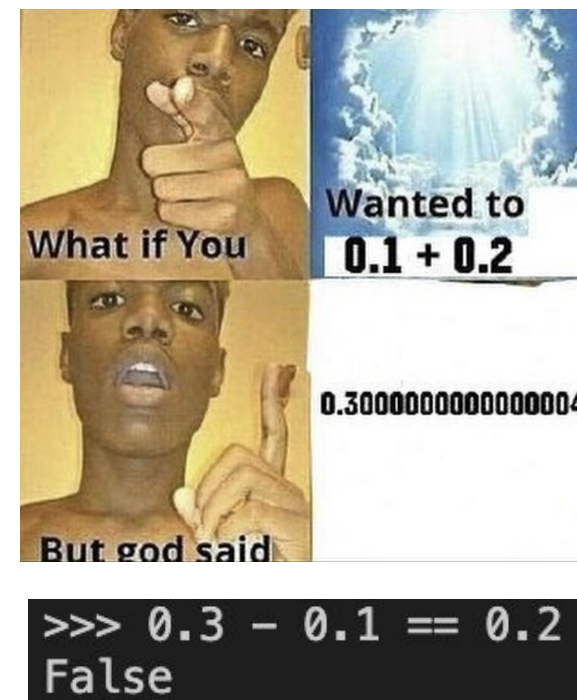 What if You
Wanted to
0.1 + 0.2
But god said
0.30000000000000004
>>> 0.3 - 0.1 == 0.2
False